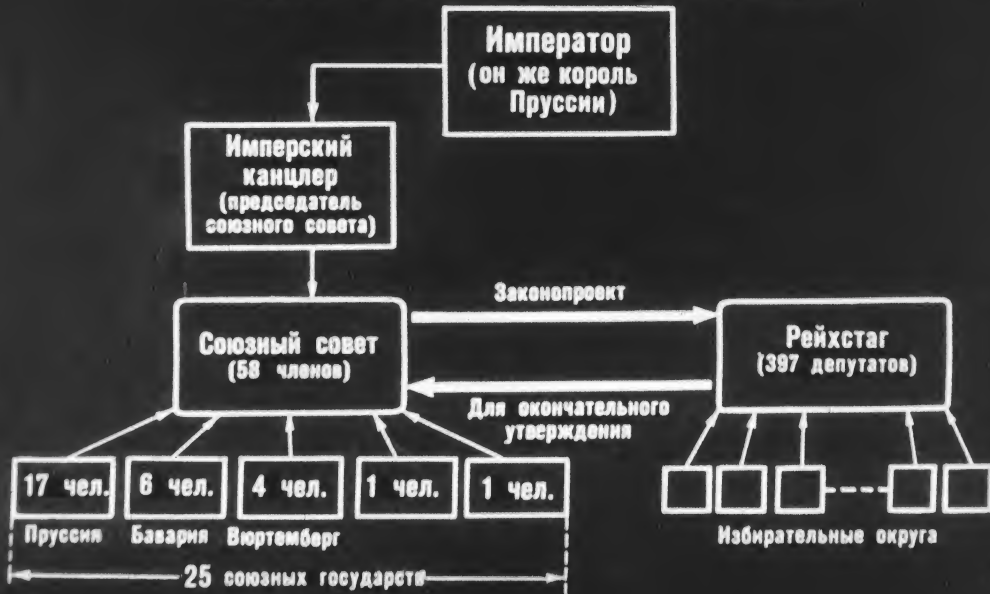 Император
(он же король
Пруссии)
Имперский
канцлер
(председатель
союзного совета)
Законопроект
Союзный совет
(58 членов)
Рейхстаг
(397 депутатов)
Для окончательного
утверждения
17 чел.
6 чел.
4 чел.
1 чел.
1 чел.
Пруссия
Бавария
Вюртемберг
Избирательные округа
25 союзных государств